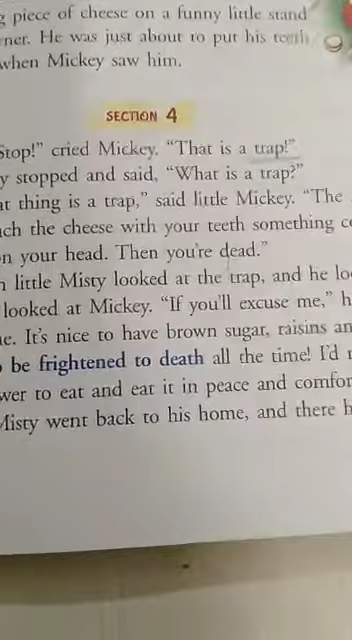 piece of cheese on a funny little stand
ner. He was just about to put his teeth
when Mickey saw him.
SECTION 4
Stop!” cried Mickey. “That is a trap!”
y stopped and said, “What is a trap?”
at thing is a trap,” said little Mickey. “The
ch the cheese with your teeth something c
n your head. Then you’re dead.”
little Misty looked at the trap, and he lo
looked at Mickey. “If you’ll excuse me,” h
e. It’s nice to have brown sugar, raisins an
be frightened to death all the time! I’d r
wer to eat and eat it in peace and comfor
Misty went back to his home, and there h